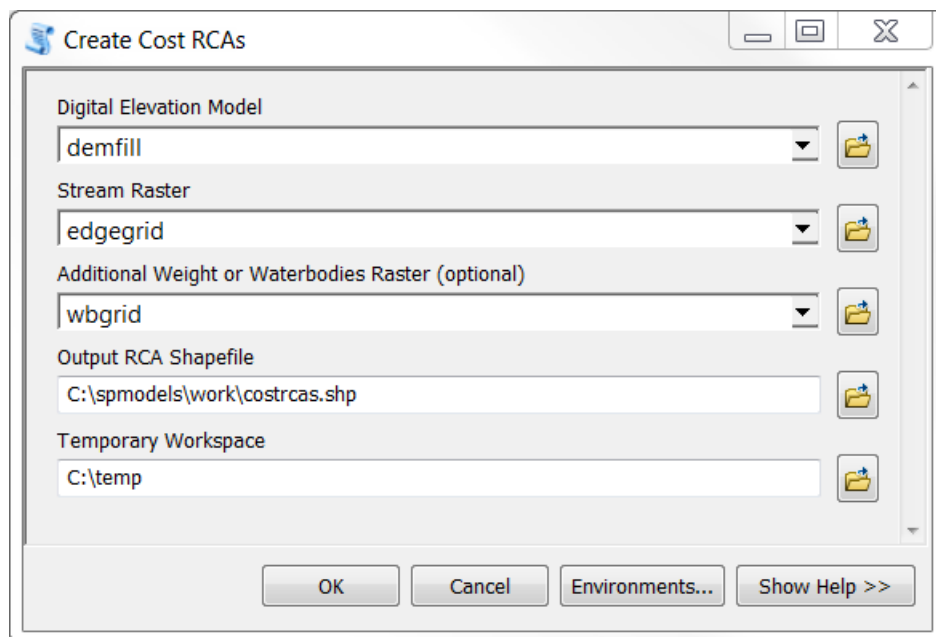 Create Cost RCAs
Digital Elevation Model
demfill
Stream Raster
edgegrid
Additional Weight or Waterbodies Raster (optional)
wbgrid
Output RCA Shapefile
C:\spmodels\work\costrcas.shp
Temporary Workspace
C:\temp
OK Cancel Environments... Show Help >>